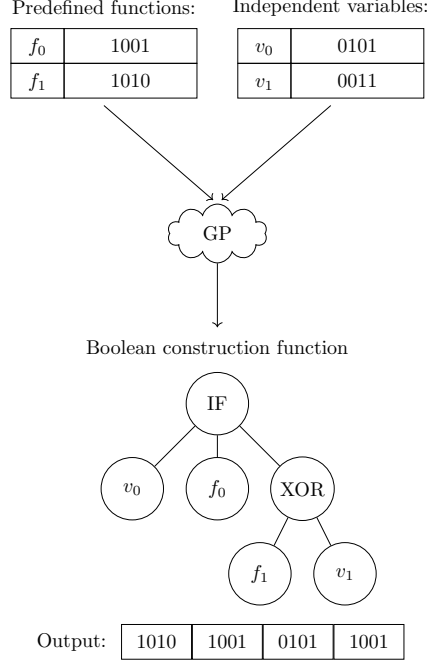 Predefined functions: Independent variables:
f₀ 1001 v₀ 0101
f₁ 1010 v₁ 0011
GP
Boolean construction function
IF
v₀ f₀ XOR
f₁ v₁
Output: 1010 1001 0101 1001